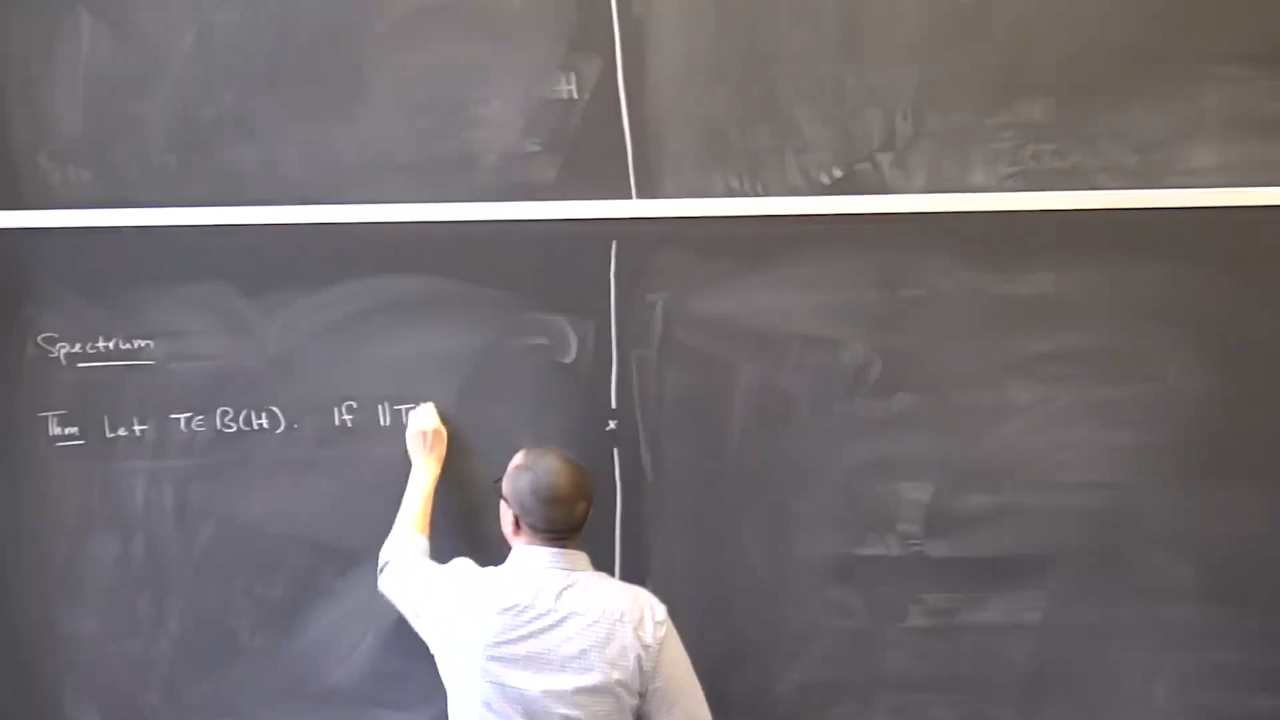 H
Spectrum
Thm Let T∈B(H). If ||T
x